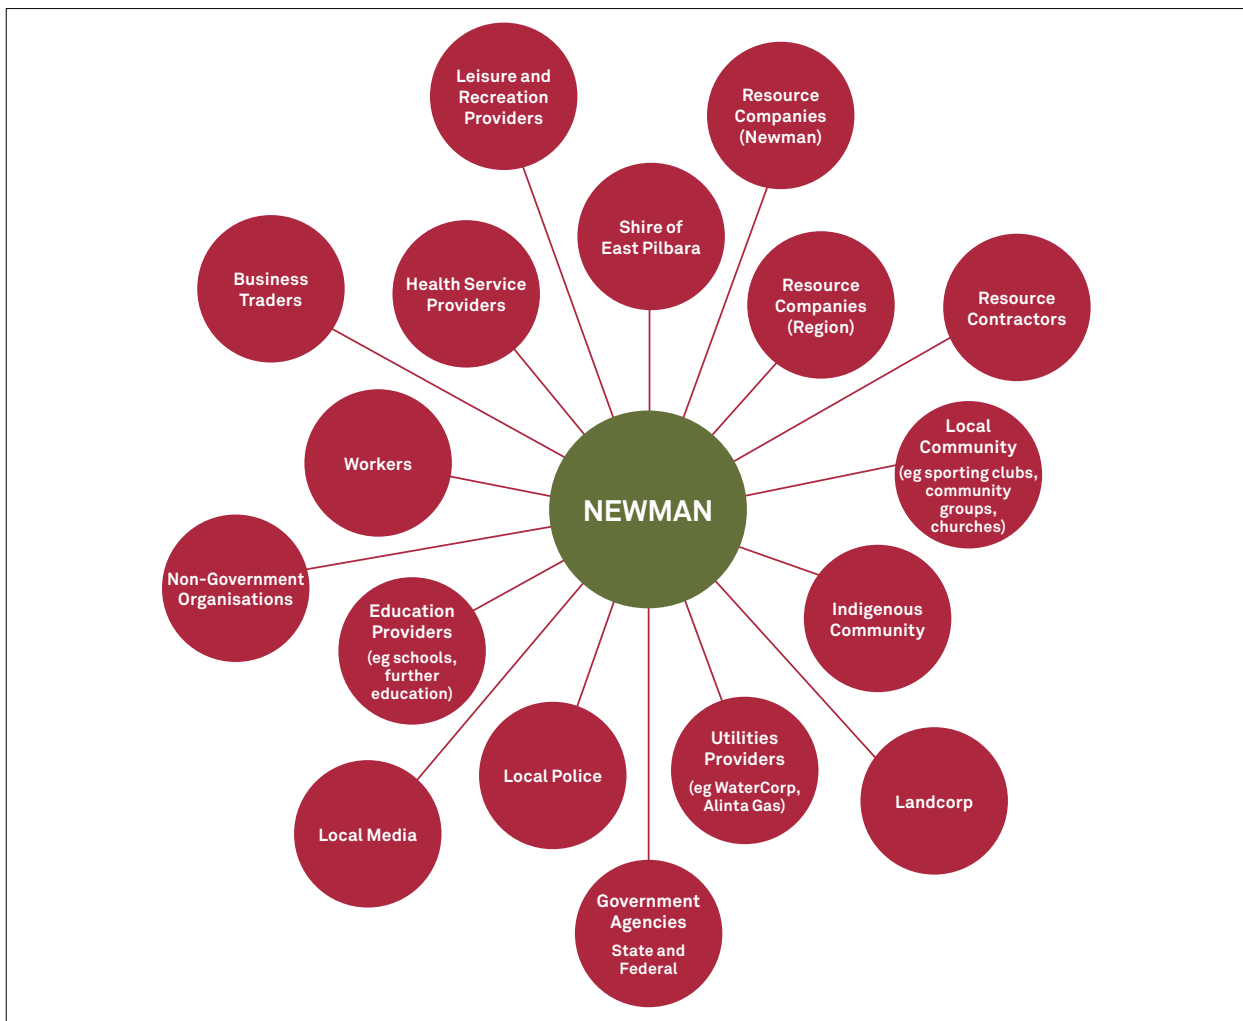 Leisure and
Recreation
Providers
Resource
Companies
(Newman)
Shire of
East Pilbara
Business
Traders
Health Service
Providers
Resource
Companies
(Region)
Resource
Contractors
Workers
Local
Community
(eg sporting clubs,
community
groups,
churches)
NEWMAN
Non-Government
Organisations
Education
Providers
(eg schools,
further
education)
Indigenous
Community
Local Media
Local Police
Utilities
Providers
(eg WaterCorp,
Alinta Gas)
Landcorp
Government
Agencies
State and
Federal